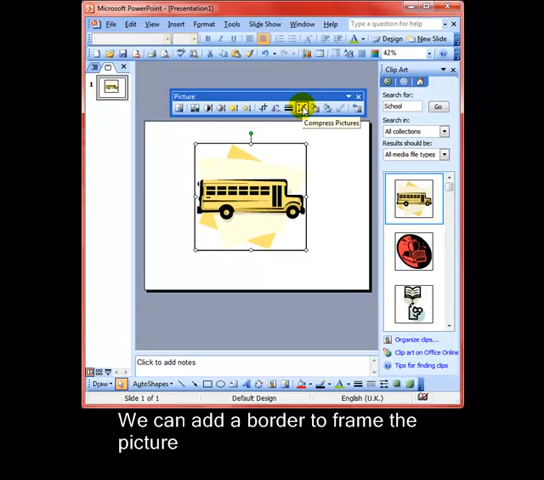 Microsoft PowerPoint - [Presentation1]
File Edit View Insert Format Tools Slide Show Window Help Type a question for help
B I U S Design New Slide
42%
Clip Art
Picture
Search for:
School Go
Compress Pictures
Search in:
All collections
Results should be:
All media file types
1
Organize clips...
Clip art on Office Online
Tips for finding clips
Click to add notes
Draw AutoShapes
Slide 1 of 1 Default Design English (U.K.)
We can add a border to frame the
picture